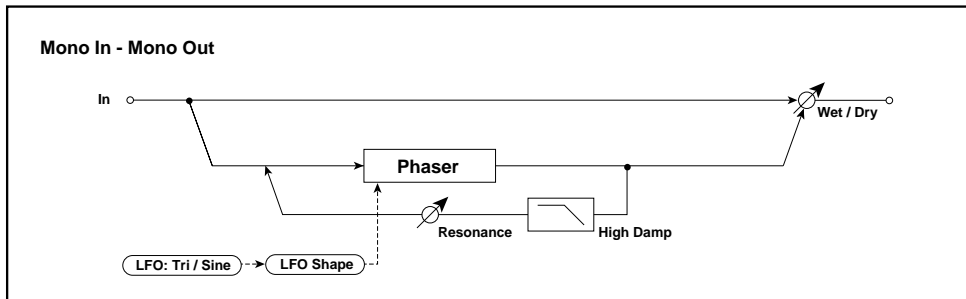 Mono In - Mono Out
In
Wet / Dry
Phaser
Resonance
High Damp
LFO: Tri / Sine
LFO Shape